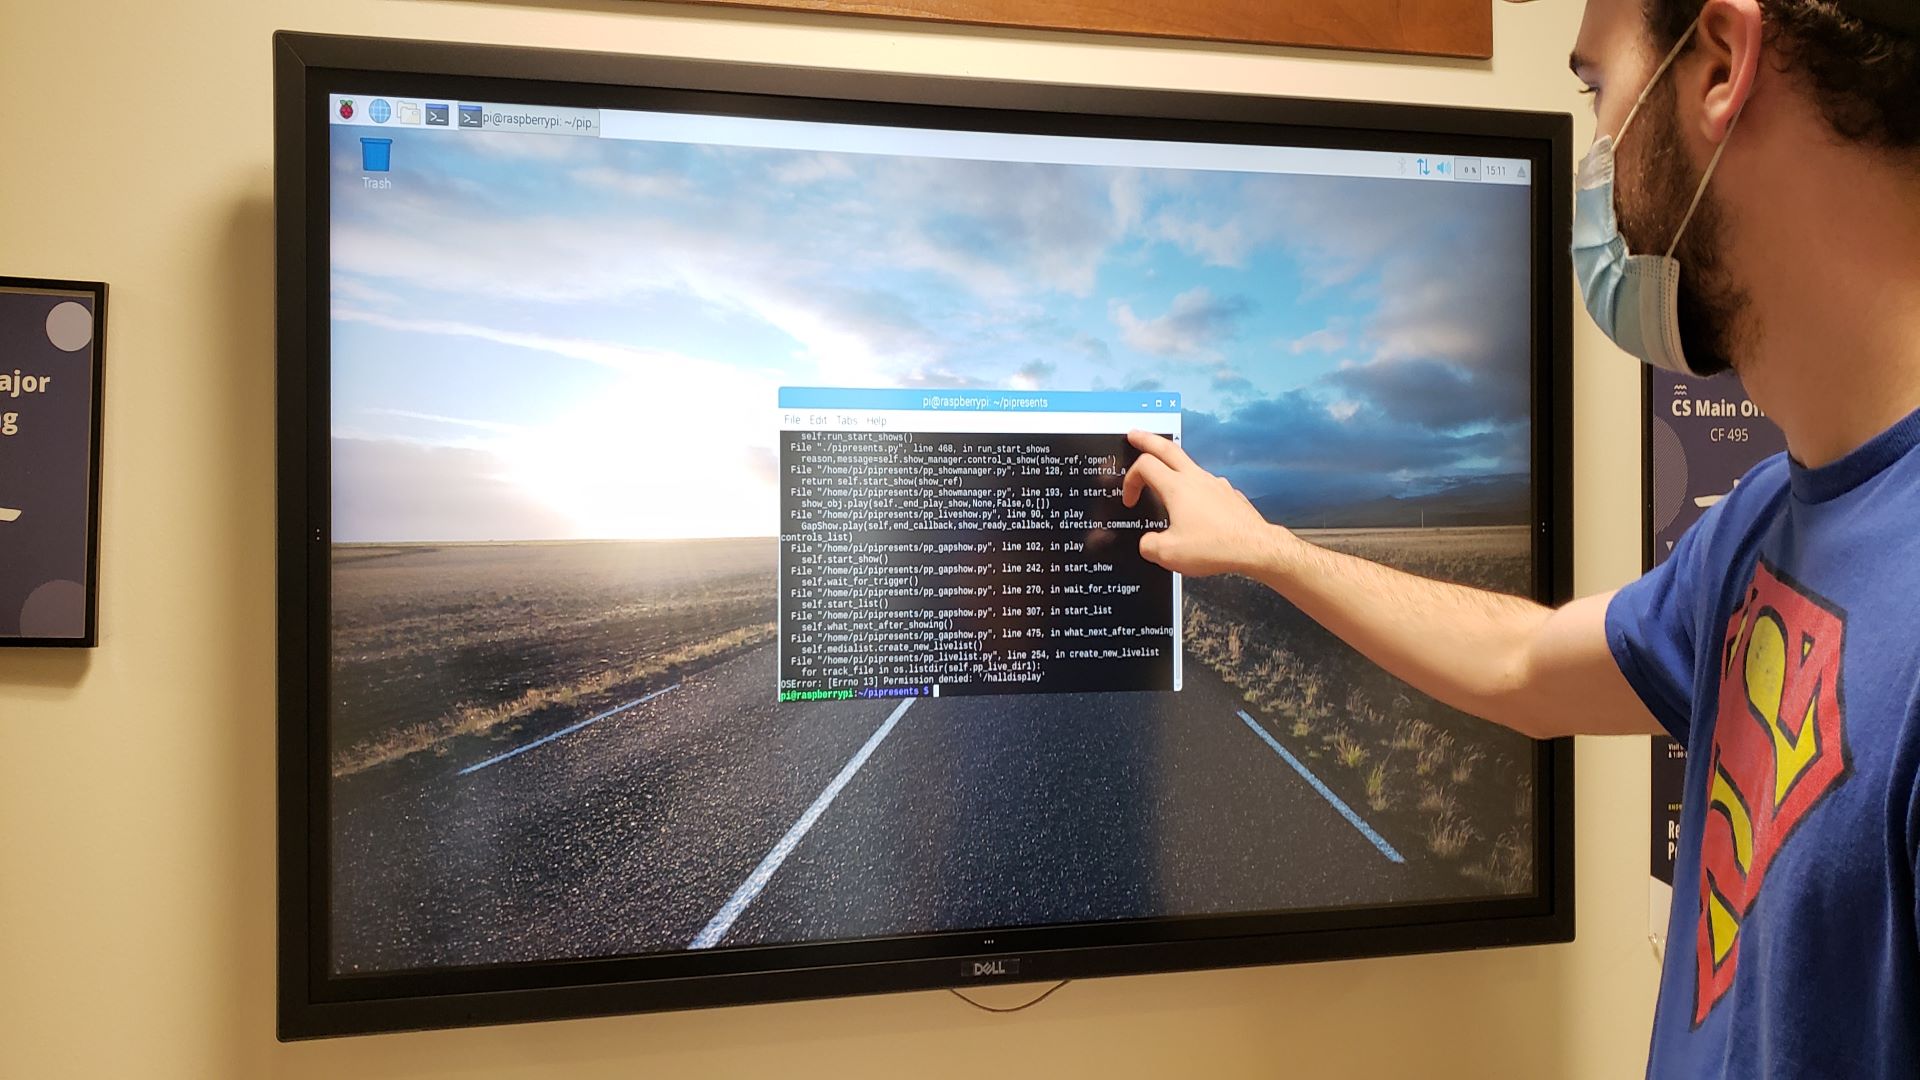 pi@raspberrypi: ~/pip...
0 %
15:11
Trash
pi@raspberrypi: ~/pipresents
File Edit Tabs Help
self.run_start_shows()
File "./pipresents.py", line 468, in run_start_shows
reason,message=self.show_manager.control_a_show(show_ref,'open')
File "/home/pi/pipresents/pp_showmanager.py", line 128, in control_a
return self.start_show(show_ref)
File "/home/pi/pipresents/pp_showmanager.py", line 193, in start_sho
show_obj.play(self._end_play_show,None,False,0,[])
File "/home/pi/pipresents/pp_liveshow.py", line 90, in play
GapShow.play(self,end_callback,show_ready_callback, direction_command,level,
controls_list)
File "/home/pi/pipresents/pp_gapshow.py", line 102, in play
self.start_show()
File "/home/pi/pipresents/pp_gapshow.py", line 242, in start_show
self.wait_for_trigger()
File "/home/pi/pipresents/pp_gapshow.py", line 270, in wait_for_trigger
self.start_list()
File "/home/pi/pipresents/pp_gapshow.py", line 307, in start_list
self.what_next_after_showing()
File "/home/pi/pipresents/pp_gapshow.py", line 475, in what_next_after_showing
self.medialist.create_new_livelist()
File "/home/pi/pipresents/pp_livelist.py", line 254, in create_new_livelist
for track_file in os.listdir(self.pp_live_dir1):
OSError: [Errno 13] Permission denied: '/halldisplay'
pi@raspberrypi:~/pipresents $
DELL
ajor
g
CS Main Of
CF 495